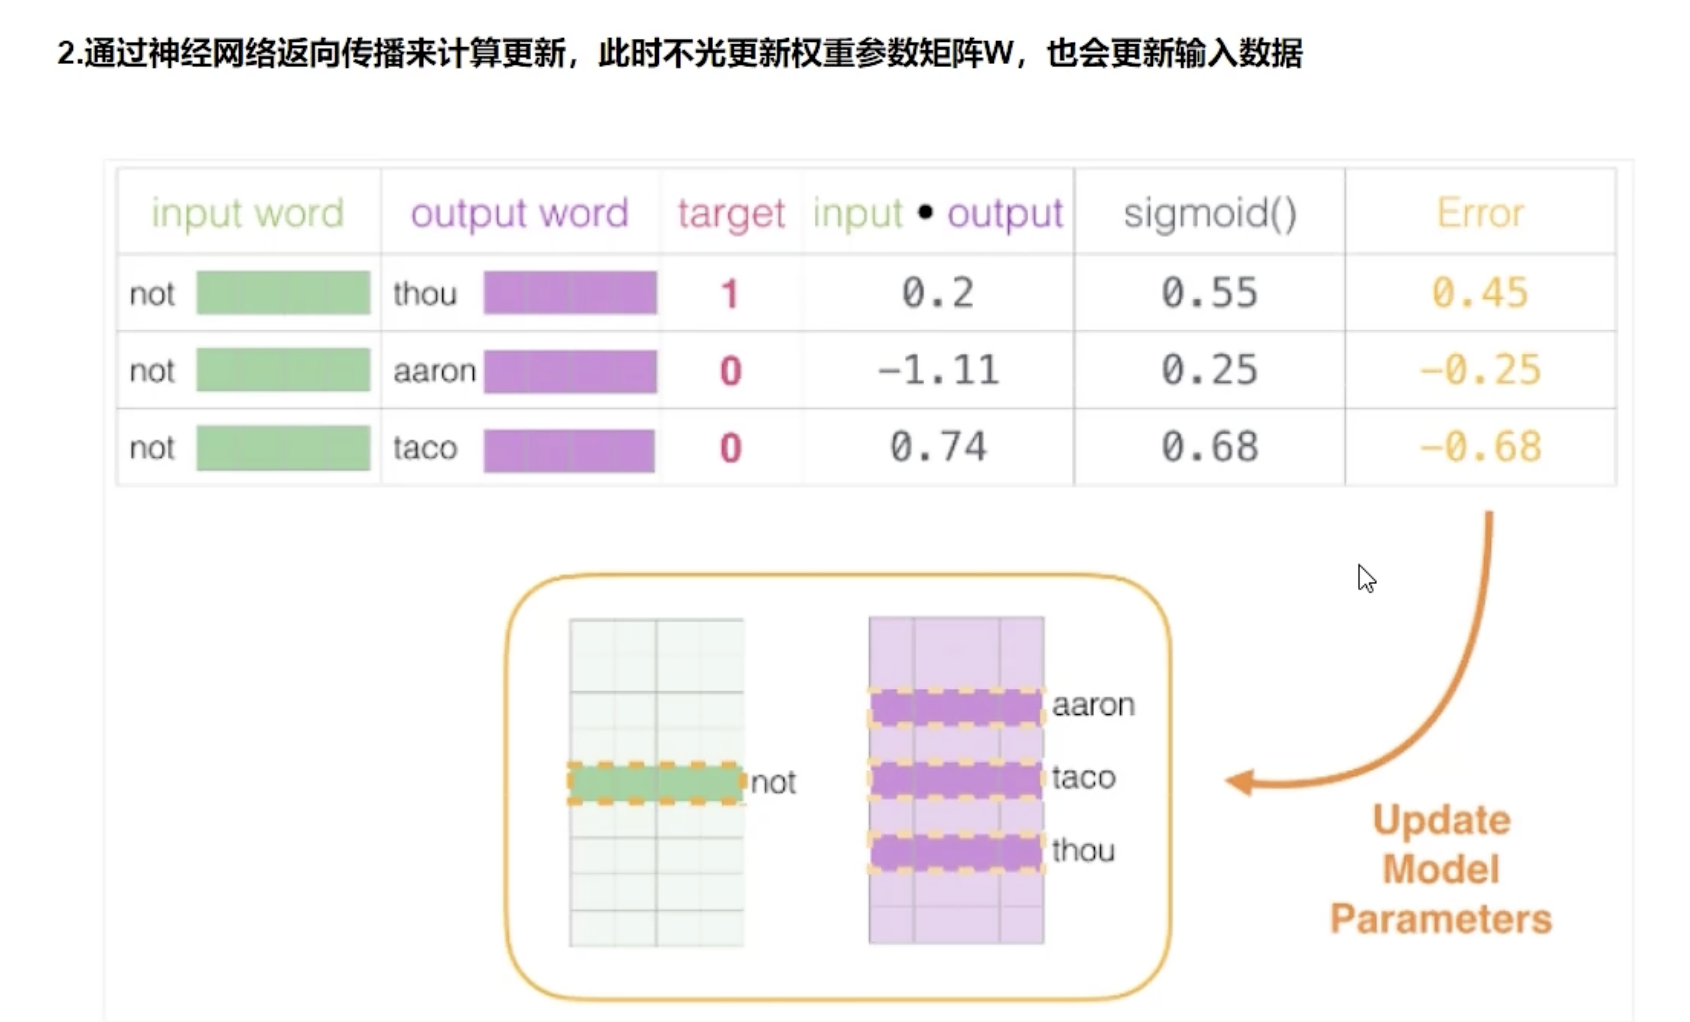 2.通过神经网络返向传播来计算更新，此时不光更新权重参数矩阵W，也会更新输入数据
input word output word target input • output sigmoid() Error
not thou 1 0.2 0.55 0.45
not aaron 0 -1.11 0.25 -0.25
not taco 0 0.74 0.68 -0.68
aaron
not taco
thou
Update
Model
Parameters